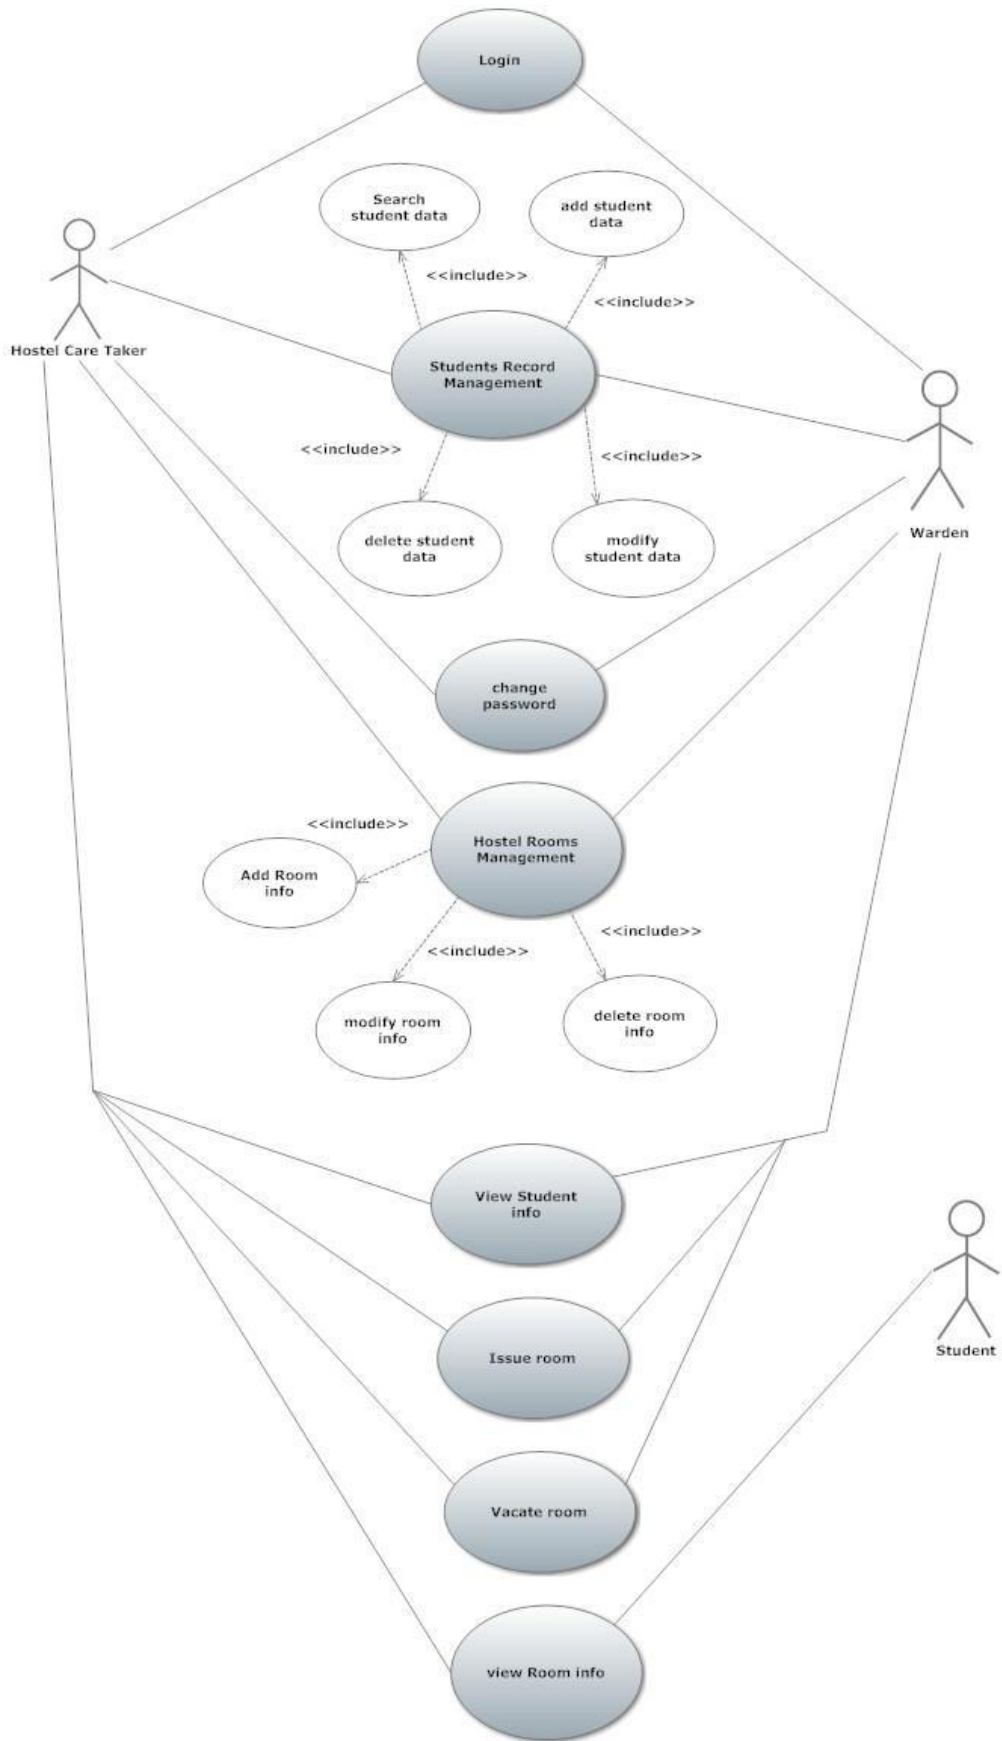 Login
Search
student data
add student
data
<<include>>
<<include>>
Hostel Care Taker
Students Record
Management
<<include>>
<<include>>
Warden
delete student
data
modify
student data
change
password
<<include>>
Hostel Rooms
Management
Add Room
info
<<include>>
<<include>>
modify room
info
delete room
info
View Student
info
Issue room
Student
Vacate room
view Room info